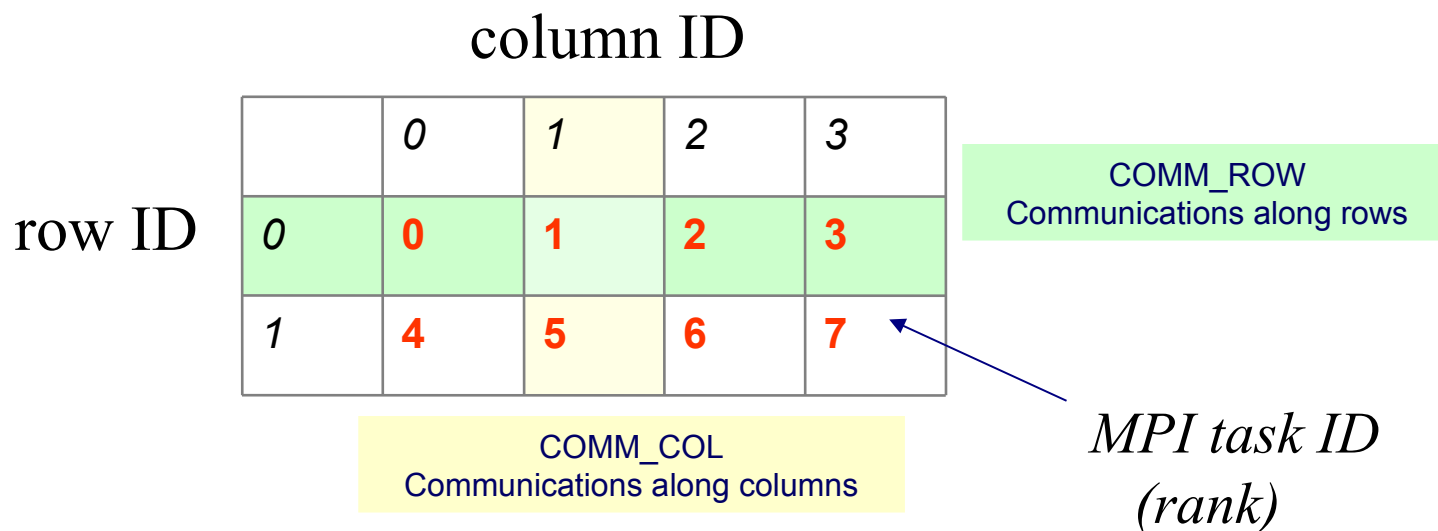 column ID
0 1 2 3
COMM_ROW
Communications along rows
row ID
0 0 1 2 3
1 4 5 6 7
COMM_COL
Communications along columns
MPI task ID
(rank)